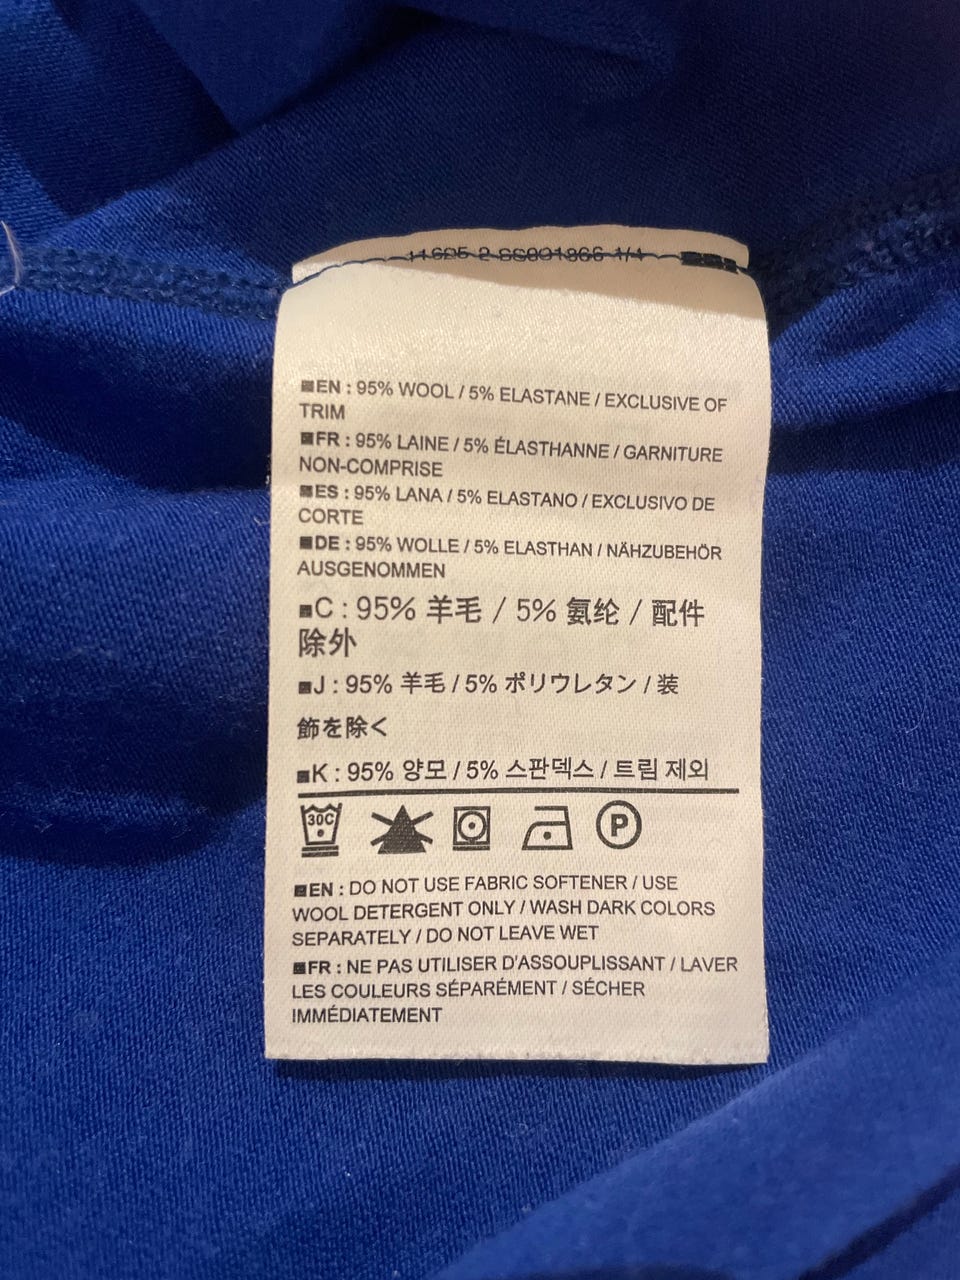 ■EN : 95% WOOL / 5% ELASTANE / EXCLUSIVE OF
TRIM
■FR : 95% LAINE / 5% ÉLASTHANNE / GARNITURE
NON-COMPRISE
■ES : 95% LANA / 5% ELASTANO / EXCLUSIVO DE
CORTE
■DE : 95% WOLLE / 5% ELASTHAN / NÄHZUBEHÖR
AUSGENOMMEN
■C : 95% 羊毛 / 5% 氨纶 / 配件
除外
■J : 95% 羊毛 / 5% ポリウレタン / 装
飾を除く
■K : 95% 양모 / 5% 스판덱스 / 트림 제외
30C P
■EN : DO NOT USE FABRIC SOFTENER / USE
WOOL DETERGENT ONLY / WASH DARK COLORS
SEPARATELY / DO NOT LEAVE WET
■FR : NE PAS UTILISER D'ASSOUPLISSANT / LAVER
LES COULEURS SÉPARÉMENT / SÉCHER
IMMÉDIATEMENT